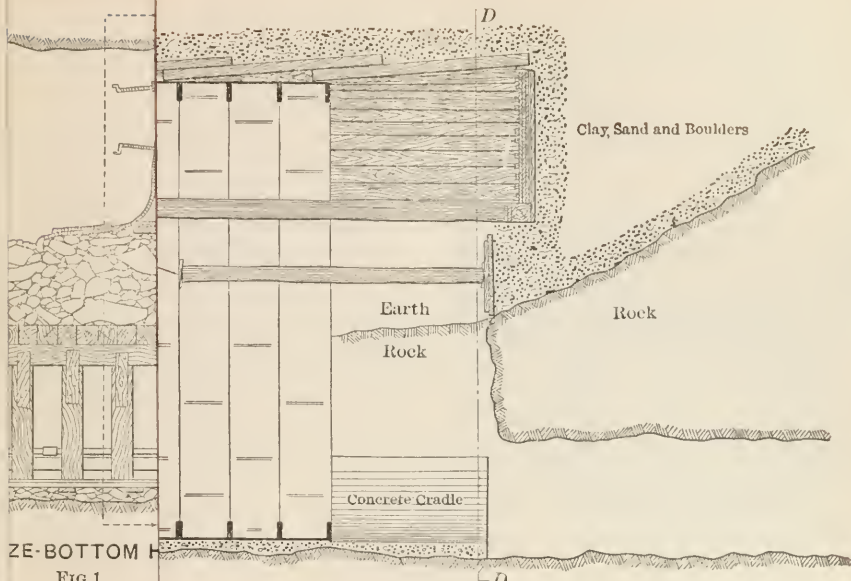 D
Clay, Sand and Boulders
Earth
Rock
Rock
Concrete Cradle
ZE-BOTTOM H
FIG 1
D